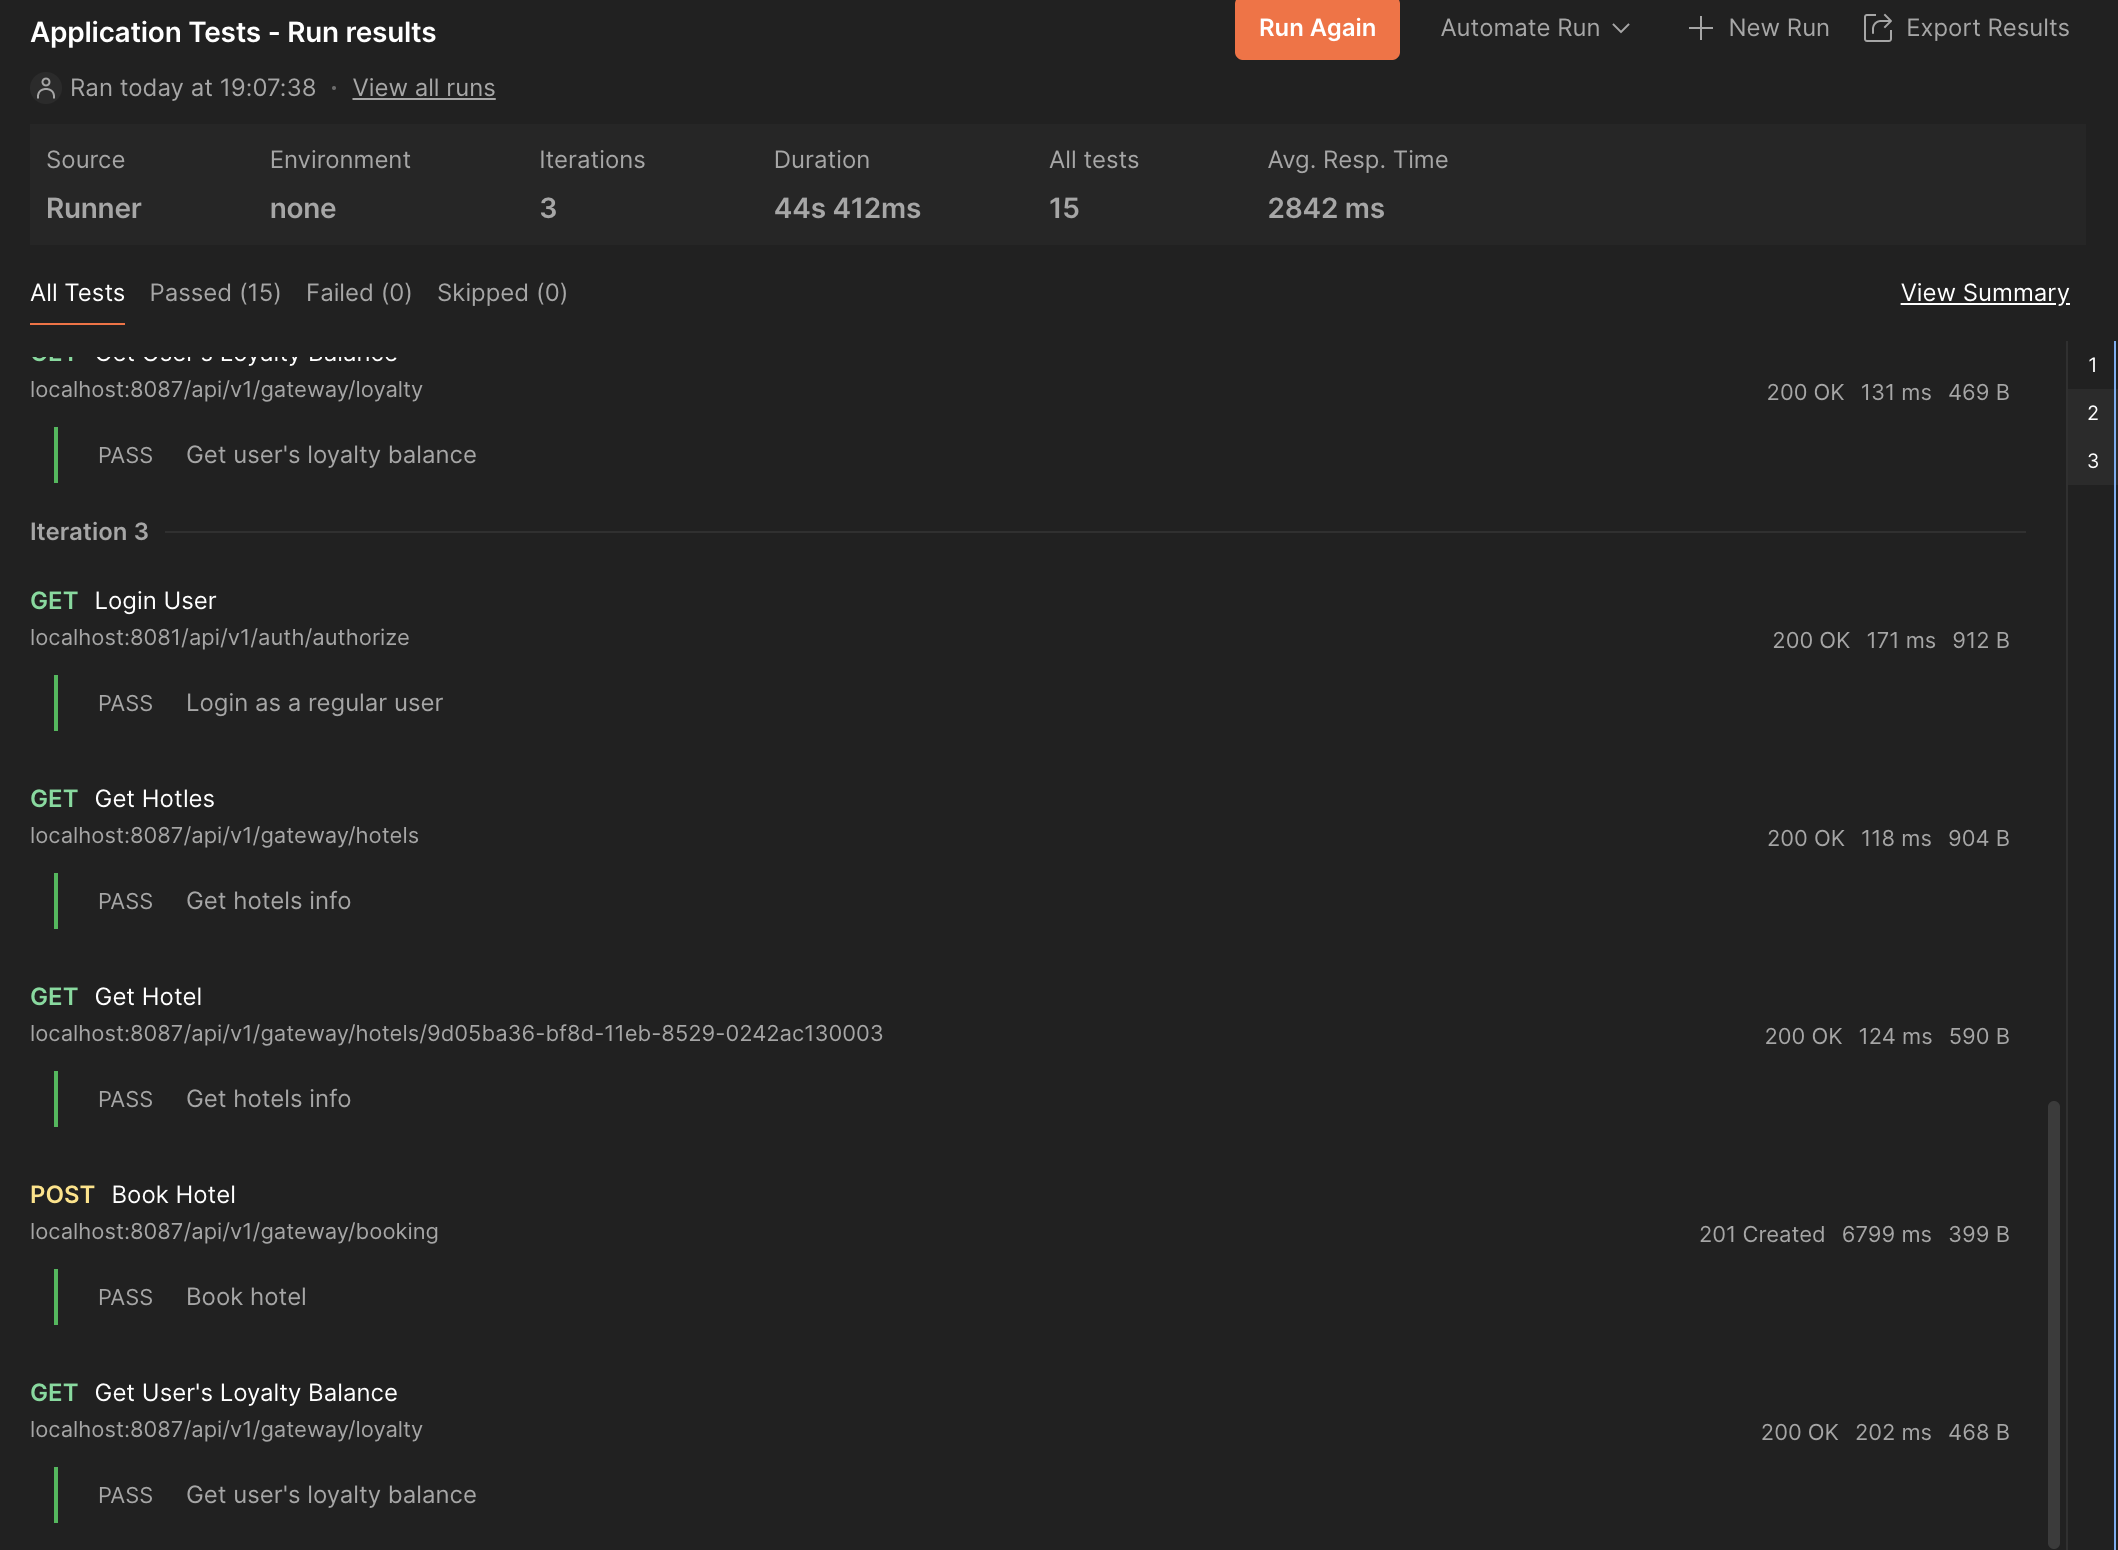 Application Tests - Run results
Run Again
Automate Run
New Run
Export Results
Ran today at 19:07:38 · View all runs
Source Environment Iterations Duration All tests Avg. Resp. Time
Runner none 3 44s 412ms 15 2842 ms
All Tests Passed (15) Failed (0) Skipped (0) View Summary
GET Get User's Loyalty Balance
localhost:8087/api/v1/gateway/loyalty 200 OK 131 ms 469 B
PASS Get user's loyalty balance
1
2
3
Iteration 3
GET Login User
localhost:8081/api/v1/auth/authorize 200 OK 171 ms 912 B
PASS Login as a regular user
GET Get Hotles
localhost:8087/api/v1/gateway/hotels 200 OK 118 ms 904 B
PASS Get hotels info
GET Get Hotel
localhost:8087/api/v1/gateway/hotels/9d05ba36-bf8d-11eb-8529-0242ac130003 200 OK 124 ms 590 B
PASS Get hotels info
POST Book Hotel
localhost:8087/api/v1/gateway/booking 201 Created 6799 ms 399 B
PASS Book hotel
GET Get User's Loyalty Balance
localhost:8087/api/v1/gateway/loyalty 200 OK 202 ms 468 B
PASS Get user's loyalty balance